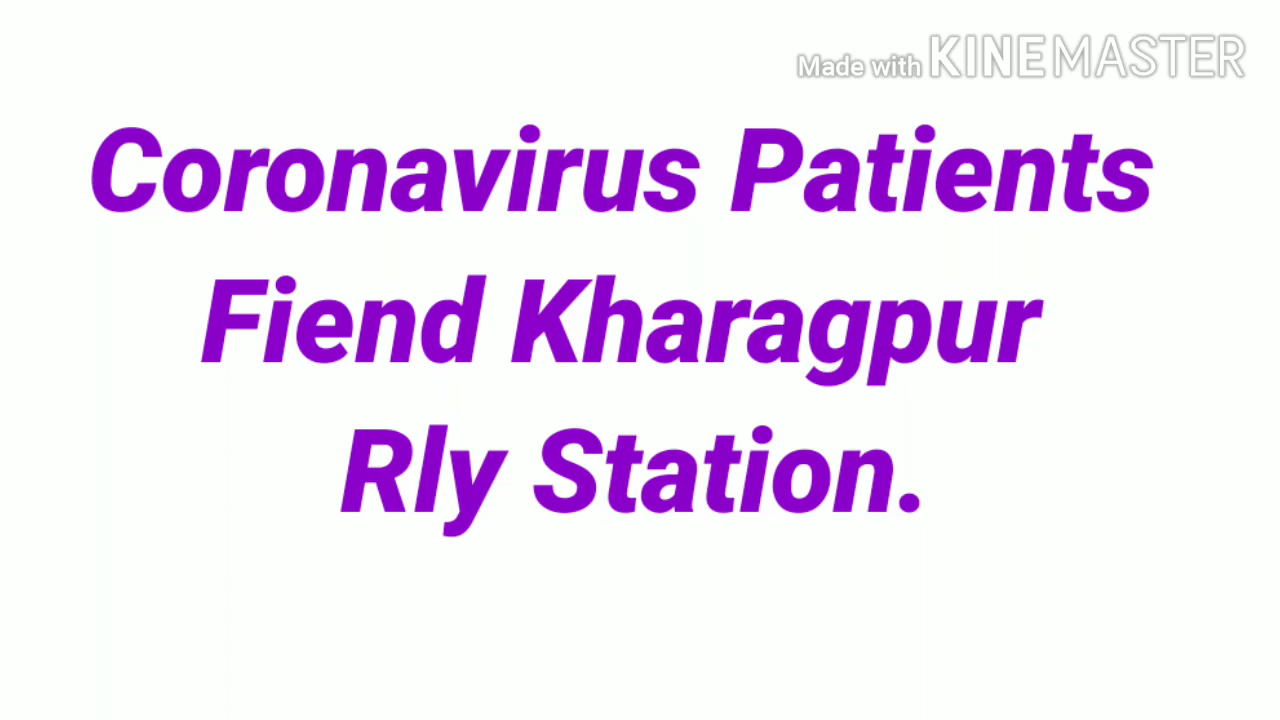 Made with KINEMASTER
Coronavirus Patients
Fiend Kharagpur
Rly Station.